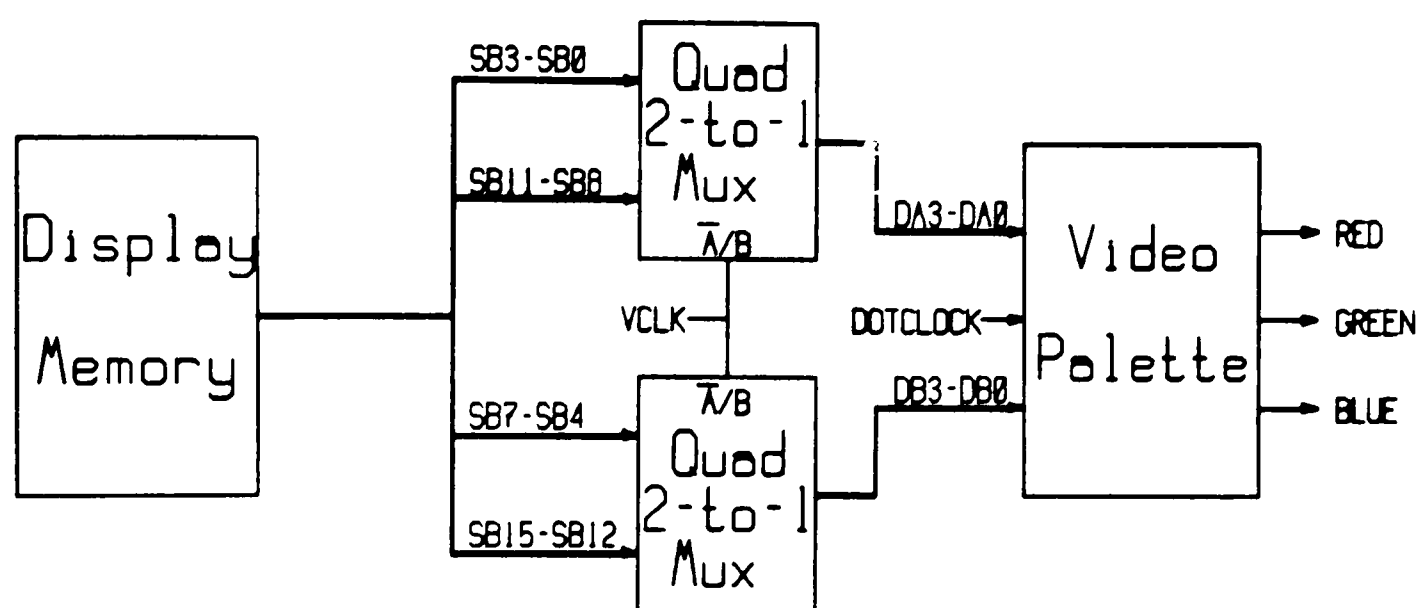 Display
Memory
SB3-SB0
SB11-SB8
Quad
2-to-1
Mux
A̅/B
VCLK
SB7-SB4
SB15-SB12
A̅/B
Quad
2-to-1
Mux
DA3-DA0
DOTCLOCK
DB3-DB0
Video
Palette
RED
GREEN
BLUE